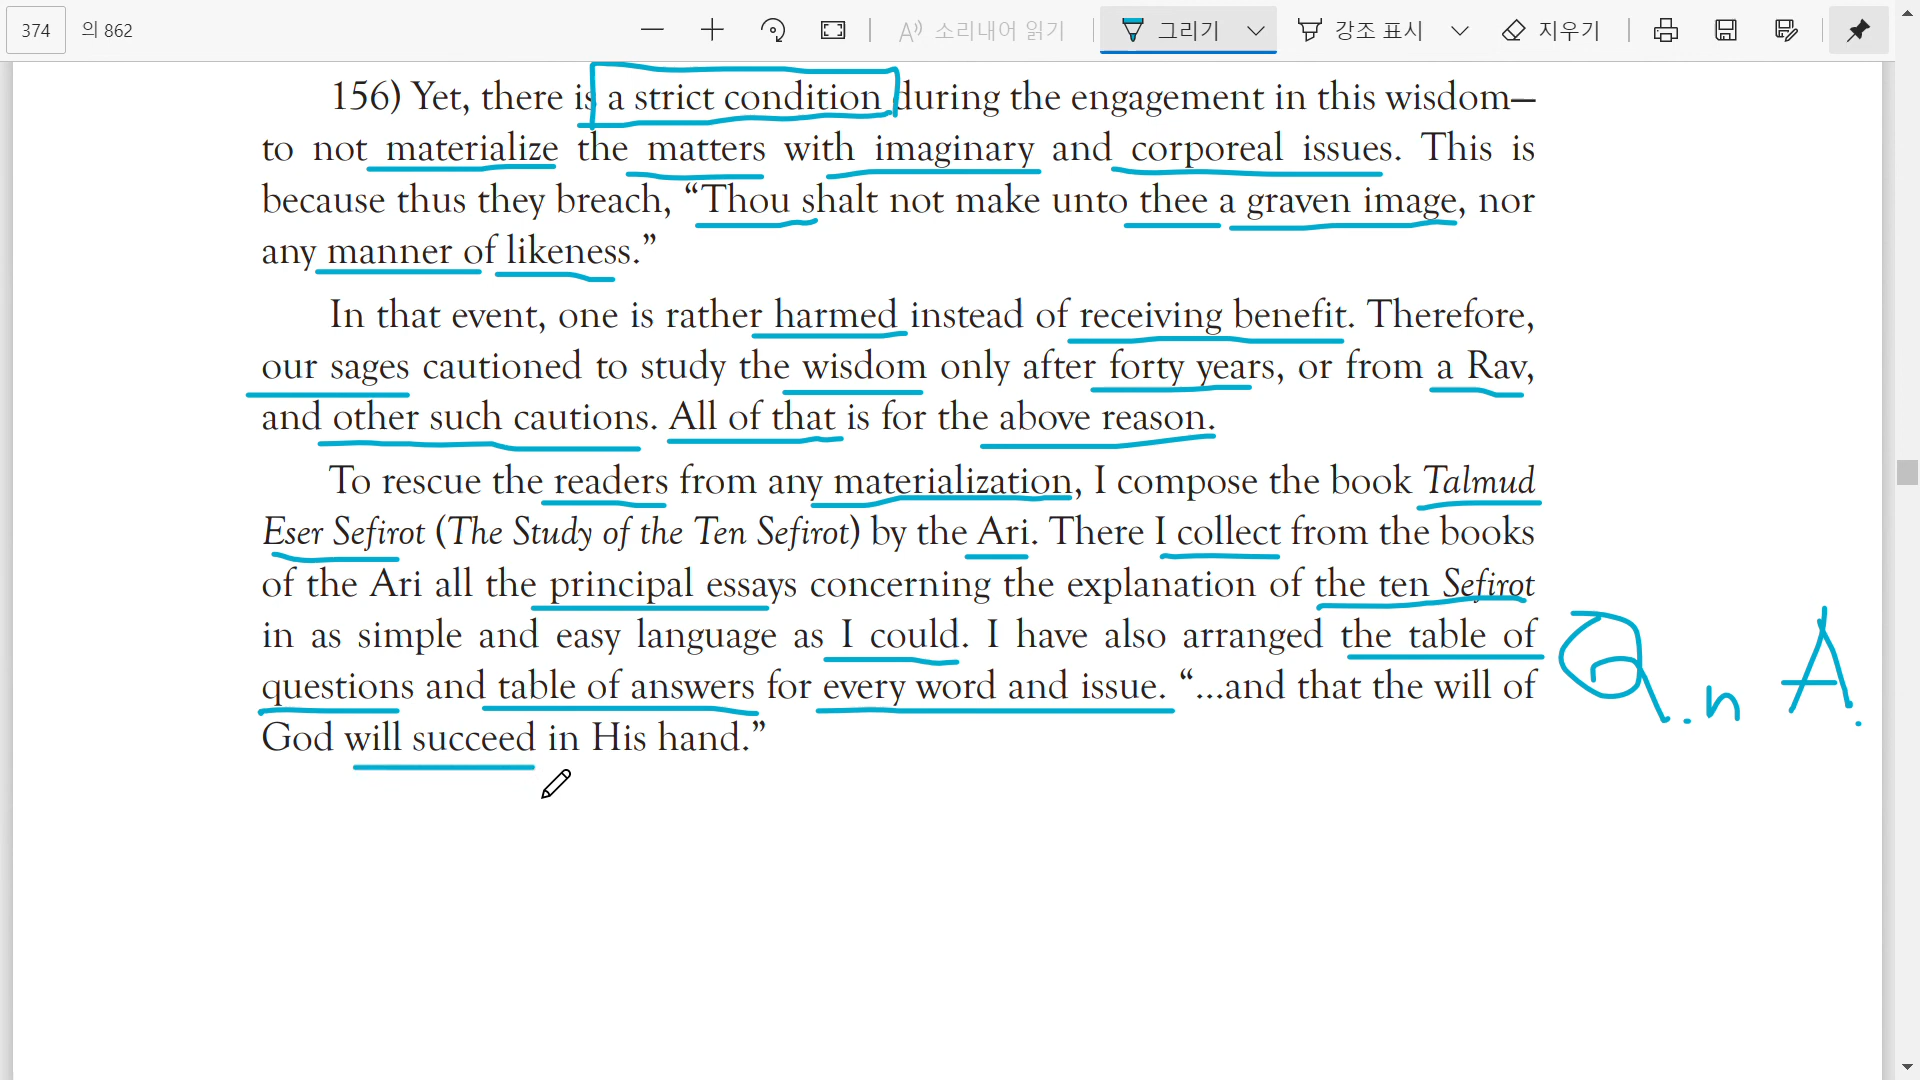 374 의 862 A 소리내어 읽기 그리기 강조 표시 지우기
156) Yet, there is a strict condition during the engagement in this wisdom—
to not materialize the matters with imaginary and corporeal issues. This is
because thus they breach, “Thou shalt not make unto thee a graven image, nor
any manner of likeness.”
In that event, one is rather harmed instead of receiving benefit. Therefore,
our sages cautioned to study the wisdom only after forty years, or from a Rav,
and other such cautions. All of that is for the above reason.
To rescue the readers from any materialization, I compose the book Talmud
Eser Sefirot (The Study of the Ten Sefirot) by the Ari. There I collect from the books
of the Ari all the principal essays concerning the explanation of the ten Sefirot
in as simple and easy language as I could. I have also arranged the table of
questions and table of answers for every word and issue. “...and that the will of
God will succeed in His hand.”
Q.n A.